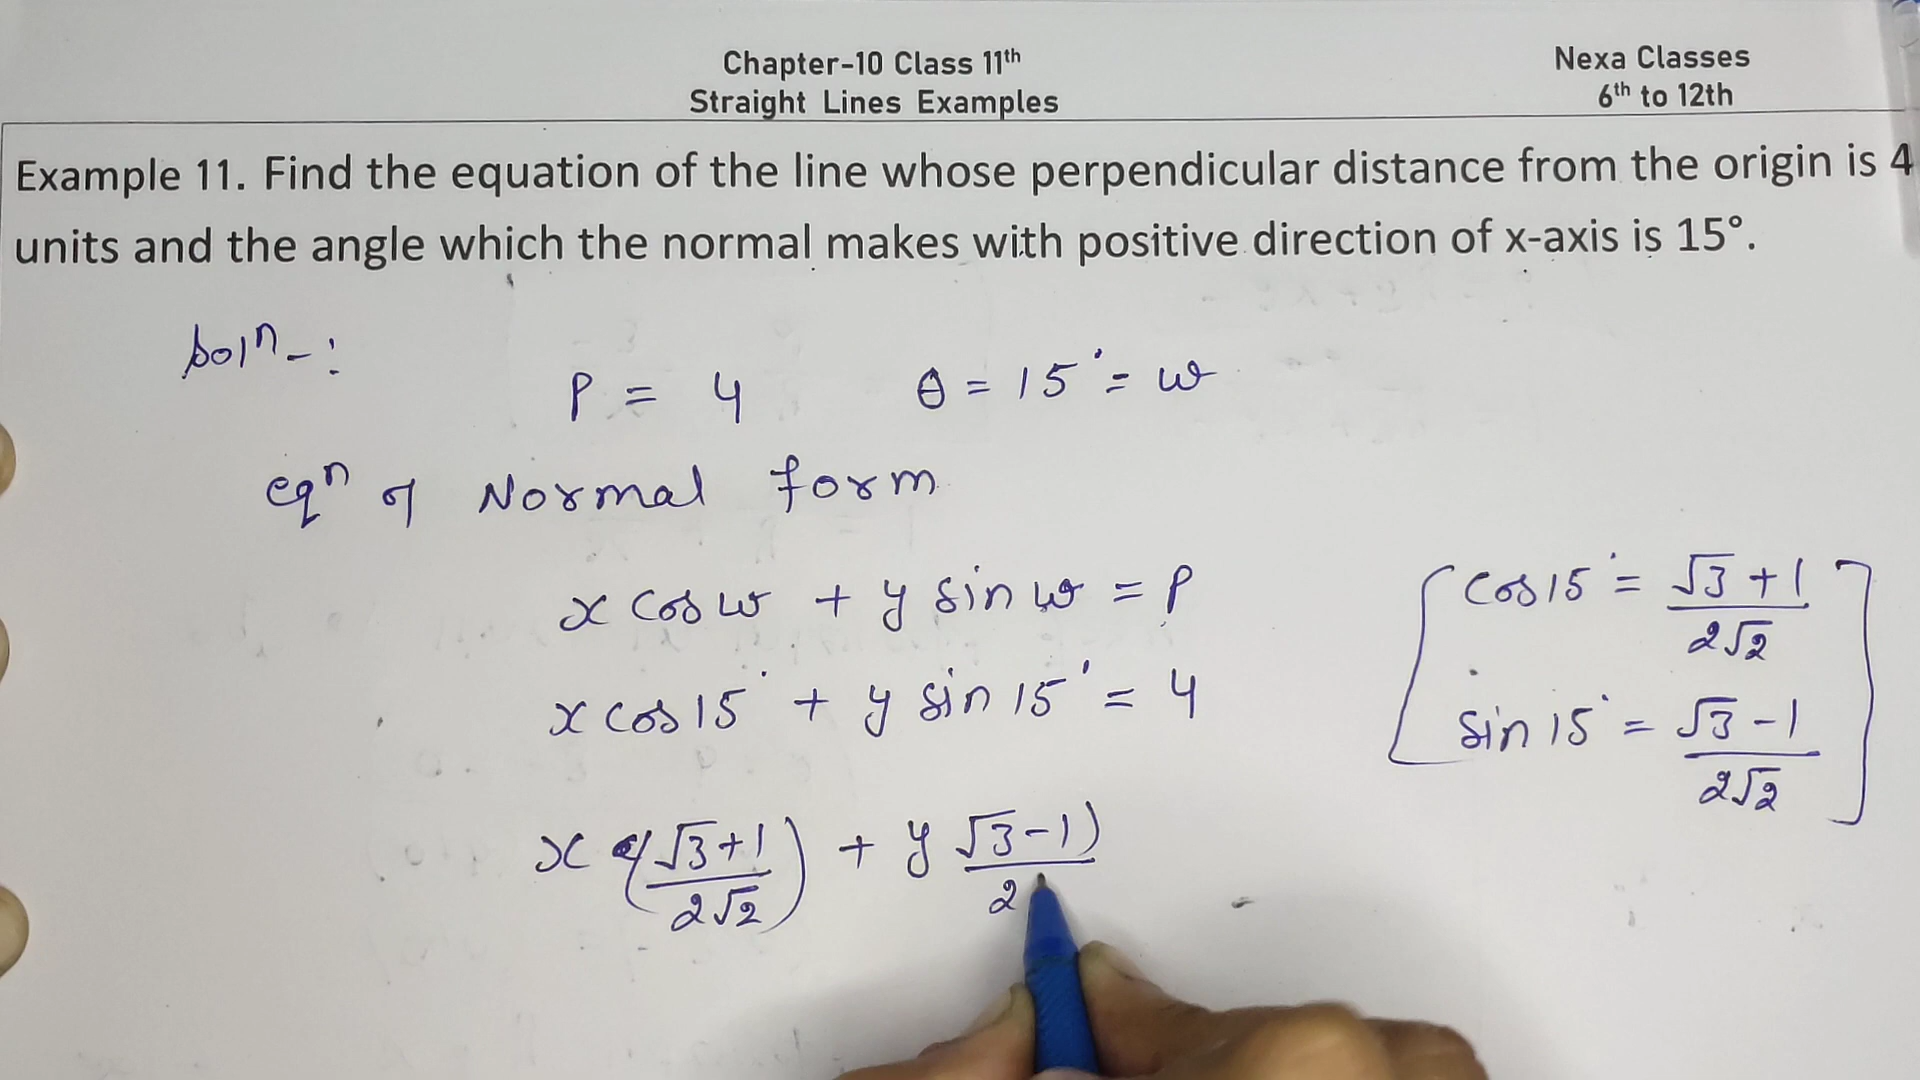 Chapter-10 Class 11th
Straight Lines Examples
Nexa Classes
6th to 12th
Example 11. Find the equation of the line whose perpendicular distance from the origin is 4
units and the angle which the normal makes with positive direction of x-axis is 15°.
Solⁿ-:
P = 4 θ = 15° = ω
eqⁿ of Normal form
x cos ω + y sin ω = P
x cos 15° + y sin 15° = 4
[cos 15° = (√3+1)/(2√2)
sin 15° = (√3-1)/(2√2)]
x ((√3+1)/(2√2)) + y √3-1)/2